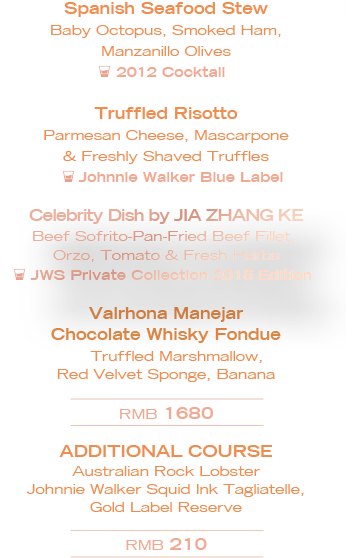 Spanish Seafood Stew
Baby Octopus, Smoked Ham,
Manzanillo Olives
2012 Cocktail
Truffled Risotto
Parmesan Cheese, Mascarpone
& Freshly Shaved Truffles
Johnnie Walker Blue Label
Celebrity Dish by JIA ZHANG KE
Beef Sofrito-Pan-Fried Beef Fillet,
Orzo, Tomato & Fresh
JWS Private Collection Edition
Valrhona Manejar
Chocolate Whisky Fondue
Truffled Marshmallow,
Red Velvet Sponge, Banana
RMB 1680
ADDITIONAL COURSE
Australian Rock Lobster
Johnnie Walker Squid Ink Tagliatelle,
Gold Label Reserve
RMB 210